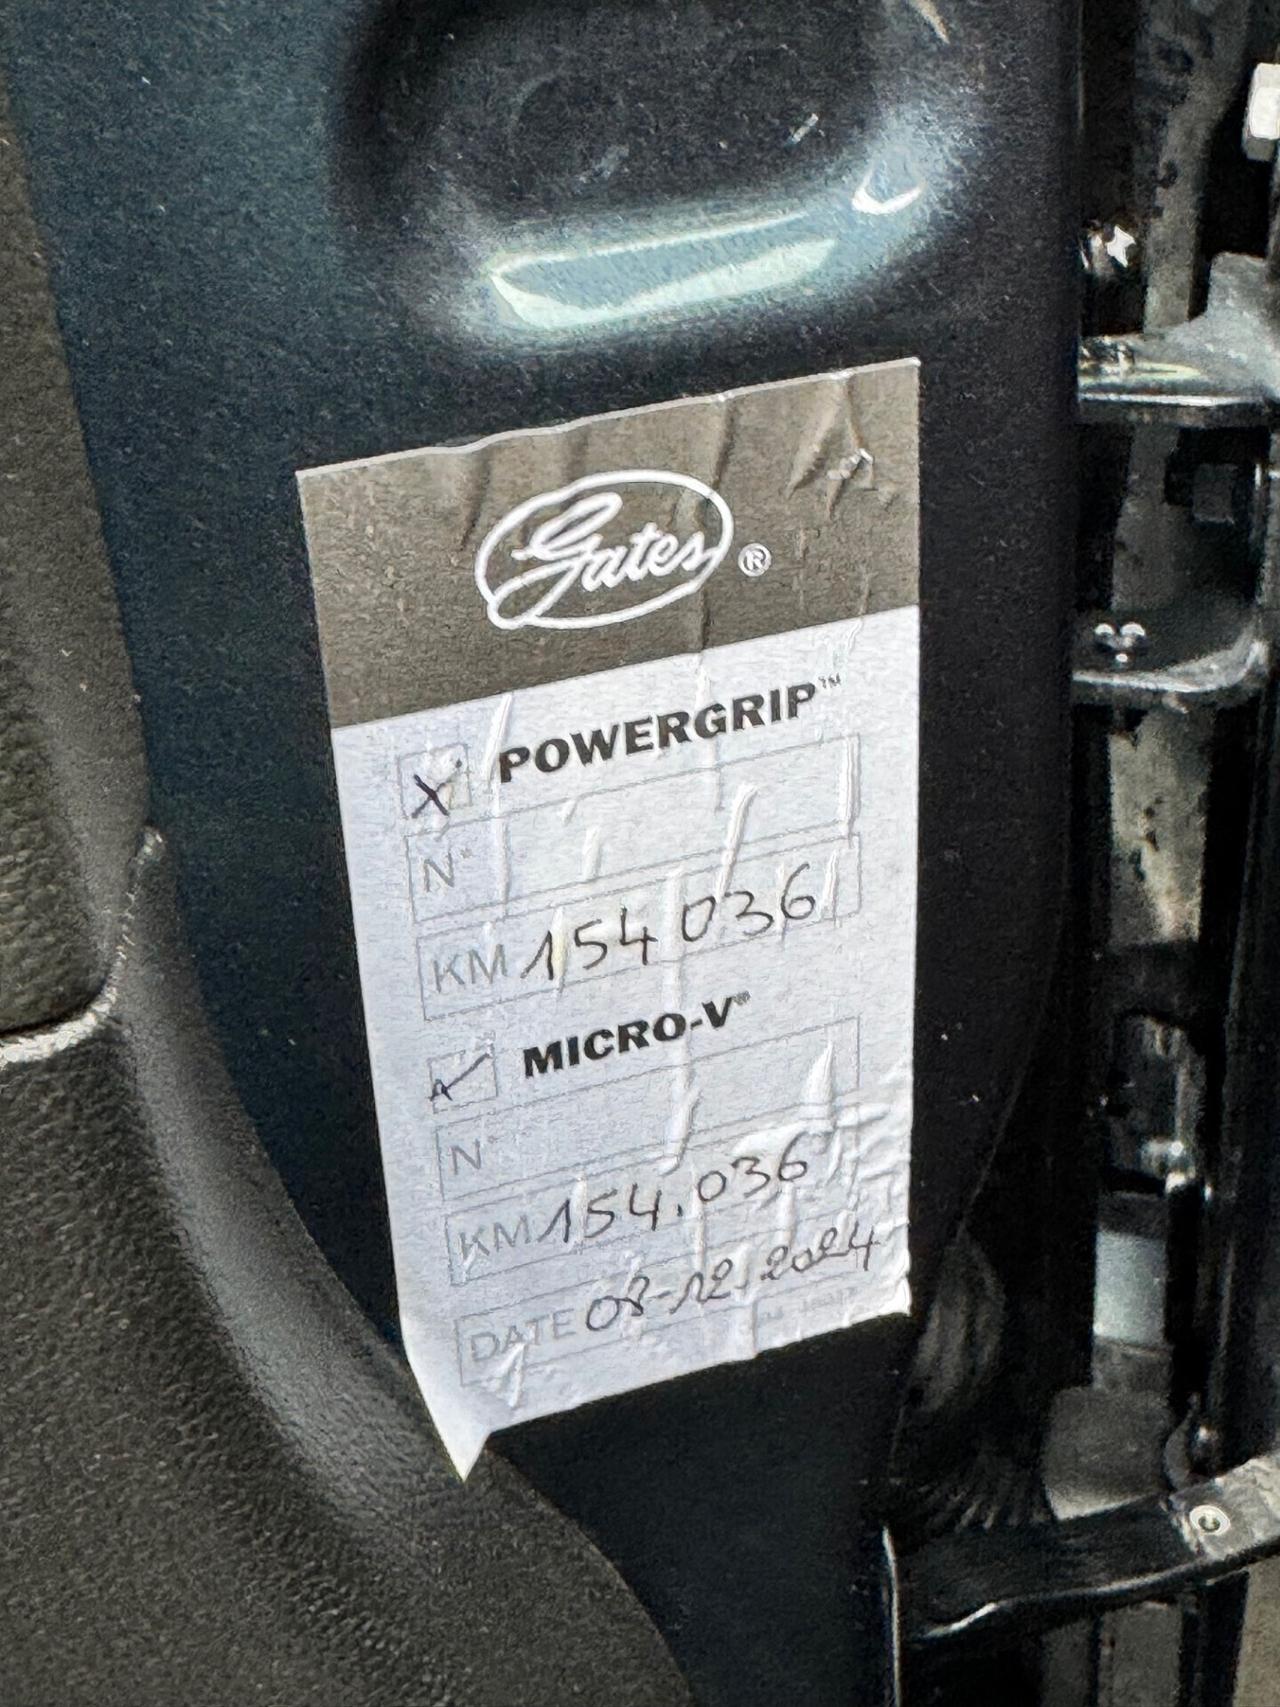 Gates®
X POWERGRIP™
N°
KM 154 036
✓ MICRO-V®
N°
KM 154.036
DATE 08-12.2024